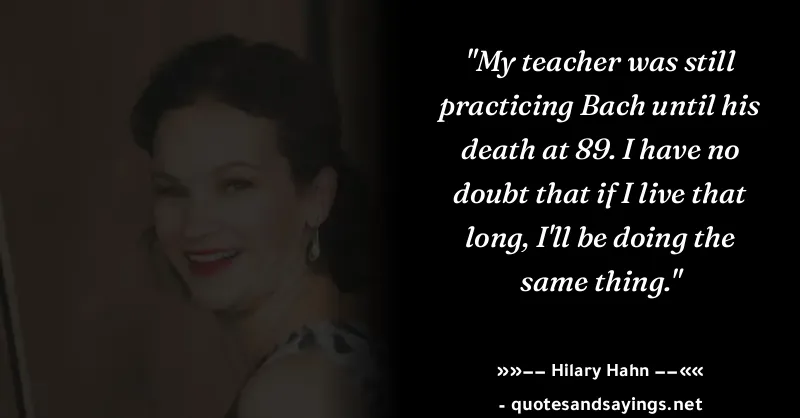 "My teacher was still
practicing Bach until his
death at 89. I have no
doubt that if I live that
long, I'll be doing the
same thing."
»»–– Hilary Hahn ––««
- quotesandsayings.net